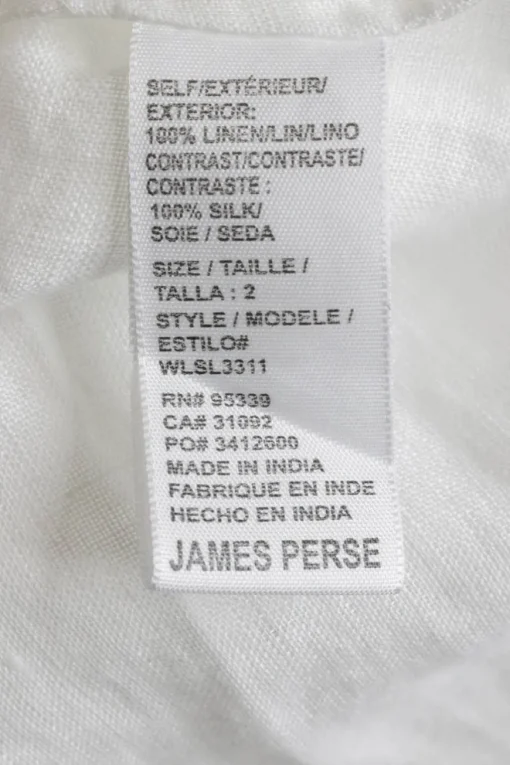 SELF/EXTÉRIEUR/
EXTERIOR:
100% LINEN/LIN/LINO
CONTRAST/CONTRASTE/
CONTRASTE :
100% SILK/
SOIE / SEDA
SIZE / TAILLE /
TALLA : 2
STYLE / MODELE /
ESTILO#
WLSL3311
RN# 95339
CA# 31092
PO# 3412600
MADE IN INDIA
FABRIQUE EN INDE
HECHO EN INDIA
JAMES PERSE